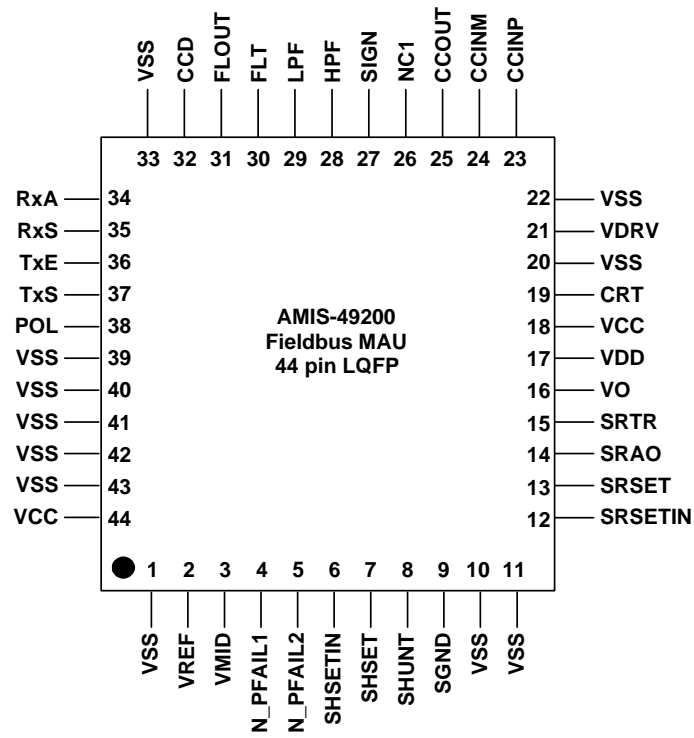 VSS
CCD
FLOUT
FLT
LPF
HPF
SIGN
NC1
CCOUT
CCINM
CCINP
33 32 31 30 29 28 27 26 25 24 23
RxA 34
RxS 35
TxE 36
TxS 37
POL 38
VSS 39
VSS 40
VSS 41
VSS 42
VSS 43
VCC 44
AMIS-49200
Fieldbus MAU
44 pin LQFP
22 VSS
21 VDRV
20 VSS
19 CRT
18 VCC
17 VDD
16 VO
15 SRTR
14 SRAO
13 SRSET
12 SRSETIN
1 2 3 4 5 6 7 8 9 10 11
VSS
VREF
VMID
N_PFAIL1
N_PFAIL2
SHSETIN
SHSET
SHUNT
SGND
VSS
VSS